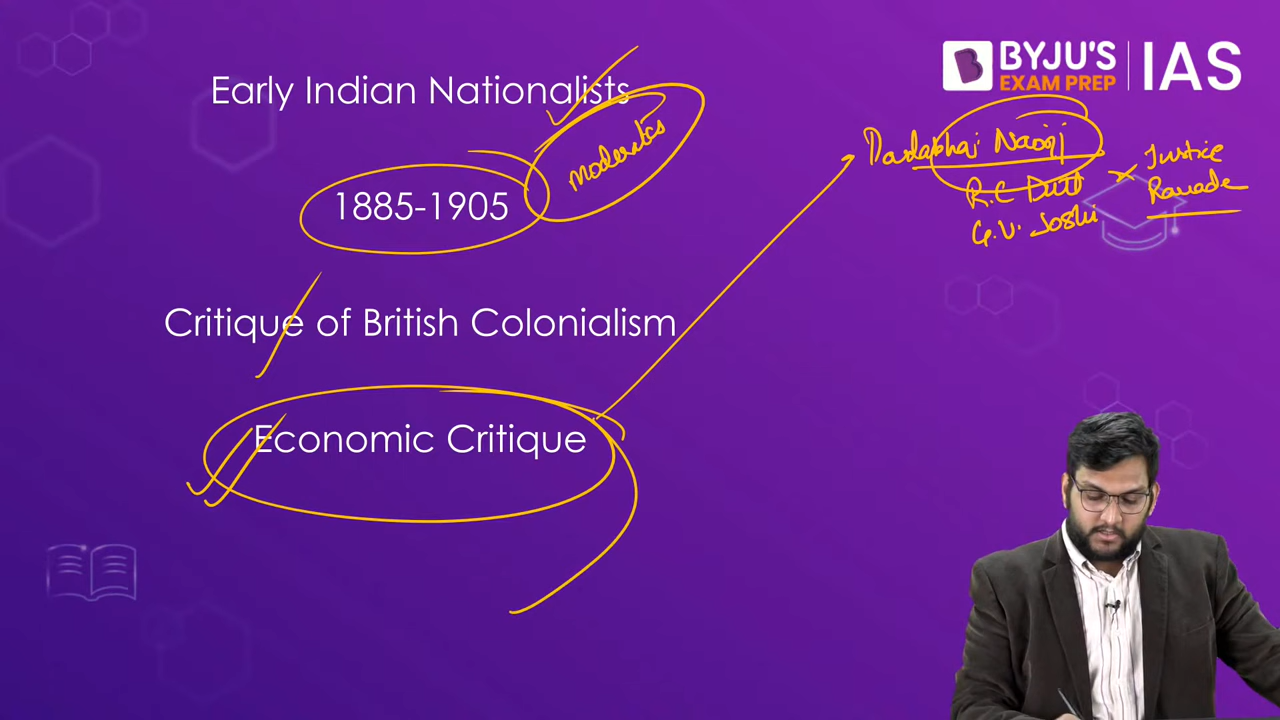 Early Indian Nationalists
moderates
1885-1905
Critique of British Colonialism
Economic Critique
BYJU'S
EXAM PREP
IAS
Dadabhai Naoroji
R.C Dutt
G.V. Joshi
Justice
Ranade